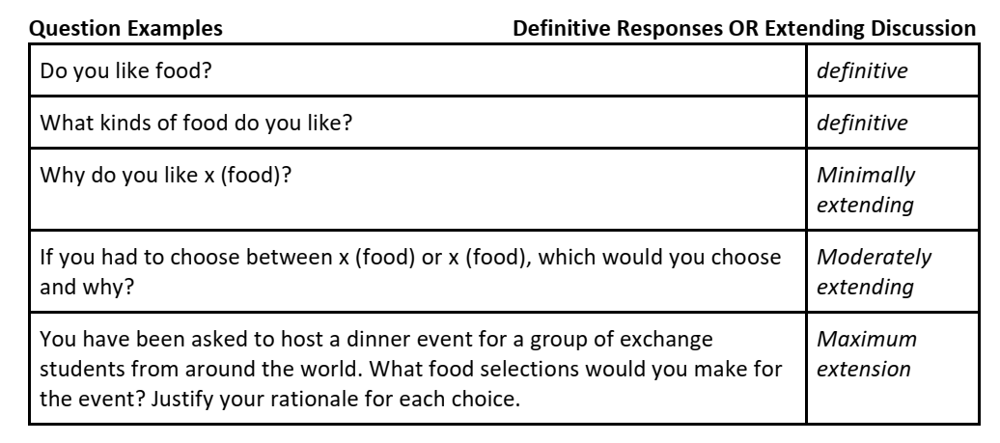 Question Examples Definitive Responses OR Extending Discussion
Do you like food? definitive
What kinds of food do you like? definitive
Why do you like x (food)? Minimally
extending
If you had to choose between x (food) or x (food), which would you choose Moderately
and why? extending
You have been asked to host a dinner event for a group of exchange Maximum
students from around the world. What food selections would you make for extension
the event? Justify your rationale for each choice.